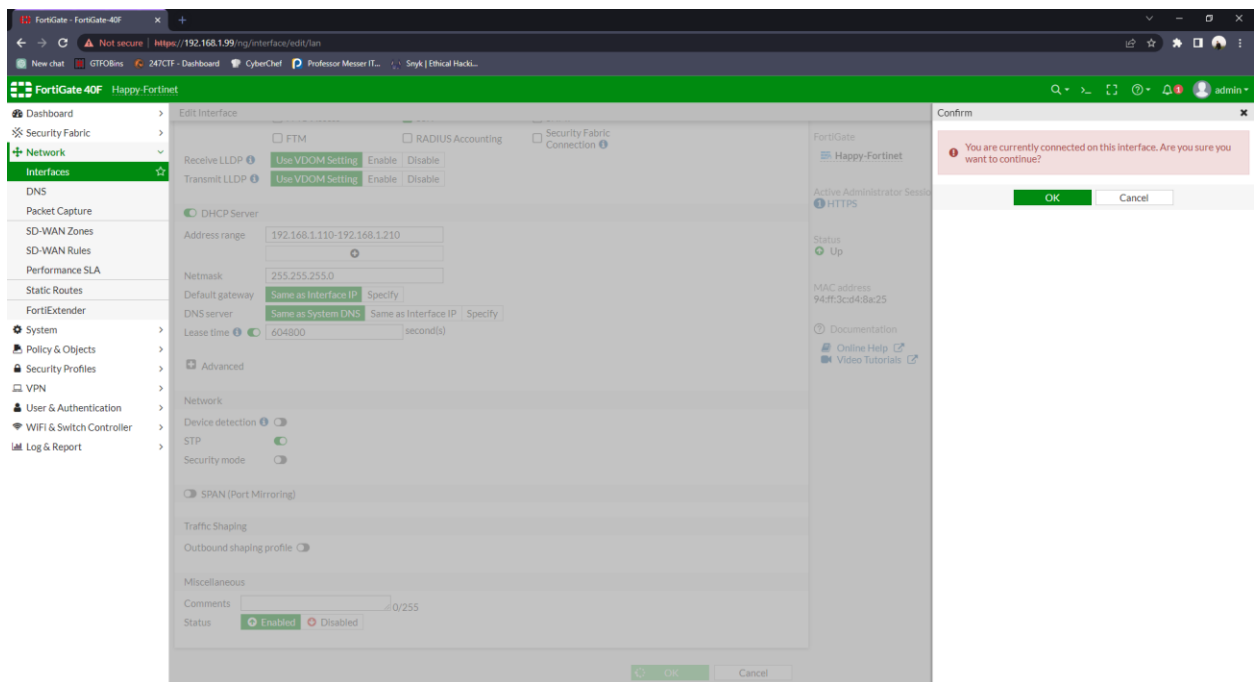 FortiGate - FortiGate-40F
Not secure | https://192.168.1.99/ng/interface/edit/lan
New chat GTFOBins 247CTF - Dashboard CyberChef Professor Messer IT... Snyk | Ethical Hacki...
FortiGate 40F Happy-Fortinet
admin
Dashboard
Security Fabric
Network
Interfaces
DNS
Packet Capture
SD-WAN Zones
SD-WAN Rules
Performance SLA
Static Routes
FortiExtender
System
Policy & Objects
Security Profiles
VPN
User & Authentication
WiFi & Switch Controller
Log & Report
Edit Interface
FTM RADIUS Accounting Security Fabric
Connection
Receive LLDP Use VDOM Setting Enable Disable
Transmit LLDP Use VDOM Setting Enable Disable
DHCP Server
Address range 192.168.1.110-192.168.1.210
Netmask 255.255.255.0
Default gateway Same as Interface IP Specify
DNS server Same as System DNS Same as Interface IP Specify
Lease time 604800 second(s)
Advanced
Network
Device detection
STP
Security mode
SPAN (Port Mirroring)
Traffic Shaping
Outbound shaping profile
Miscellaneous
Comments 0/255
Status Enabled Disabled
OK Cancel
FortiGate
Happy-Fortinet
Active Administrator Sessio
1 HTTPS
Status
Up
MAC address
94:ff:3c:d4:8a:25
Documentation
Online Help
Video Tutorials
Confirm
You are currently connected on this interface. Are you sure you
want to continue?
OK Cancel